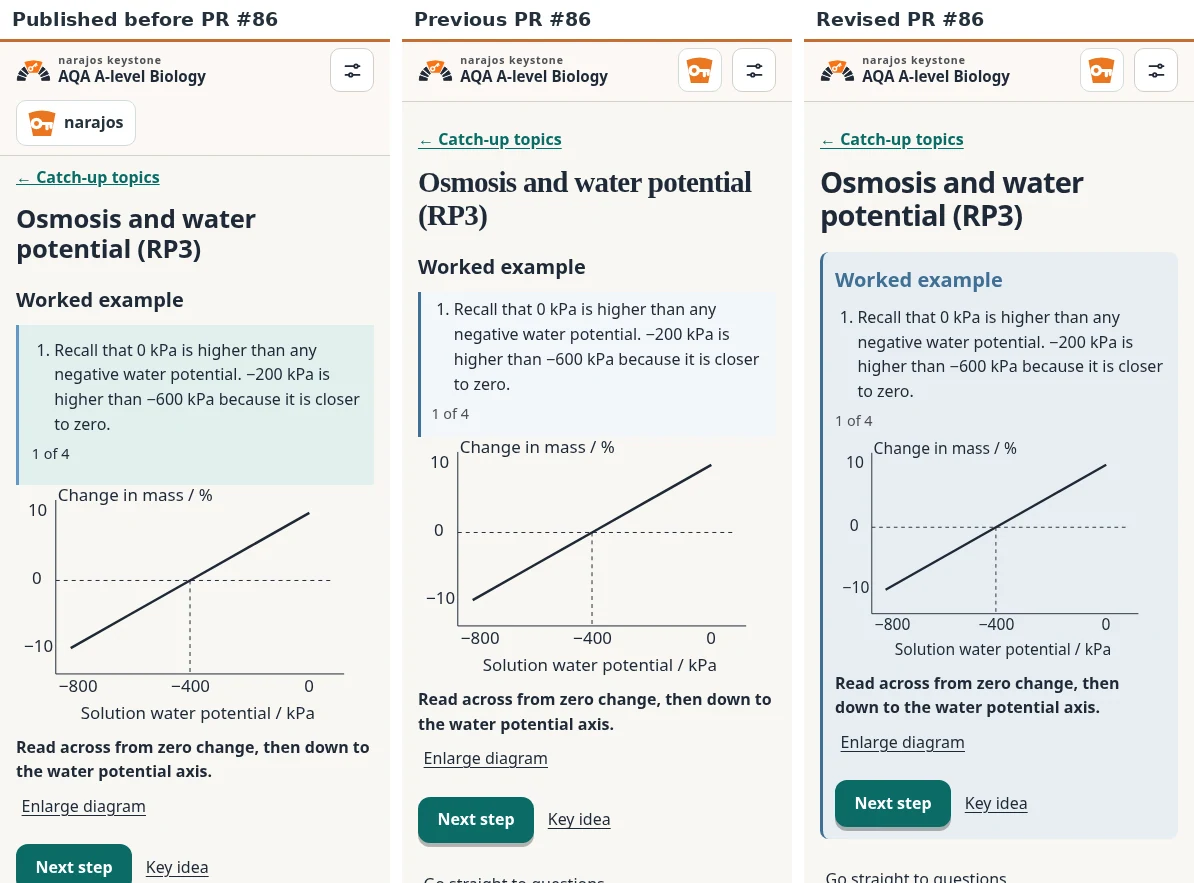 Published before PR #86
narajos keystone
AQA A-level Biology
narajos
← Catch-up topics
Osmosis and water
potential (RP3)
Worked example
1. Recall that 0 kPa is higher than any
negative water potential. −200 kPa is
higher than −600 kPa because it is closer
to zero.
1 of 4
Change in mass / %
10
0
−10
−800
−400
0
Solution water potential / kPa
Read across from zero change, then down to
the water potential axis.
Enlarge diagram
Next step
Key idea
Previous PR #86
narajos keystone
AQA A-level Biology
← Catch-up topics
Osmosis and water potential
(RP3)
Worked example
1. Recall that 0 kPa is higher than any
negative water potential. −200 kPa is
higher than −600 kPa because it is closer
to zero.
1 of 4
Change in mass / %
10
0
−10
−800
−400
0
Solution water potential / kPa
Read across from zero change, then down to
the water potential axis.
Enlarge diagram
Next step
Key idea
Go straight to questions
Revised PR #86
narajos keystone
AQA A-level Biology
← Catch-up topics
Osmosis and water
potential (RP3)
Worked example
1. Recall that 0 kPa is higher than any
negative water potential. −200 kPa is
higher than −600 kPa because it is closer
to zero.
1 of 4
Change in mass / %
10
0
−10
−800
−400
0
Solution water potential / kPa
Read across from zero change, then
down to the water potential axis.
Enlarge diagram
Next step
Key idea
Go straight to questions